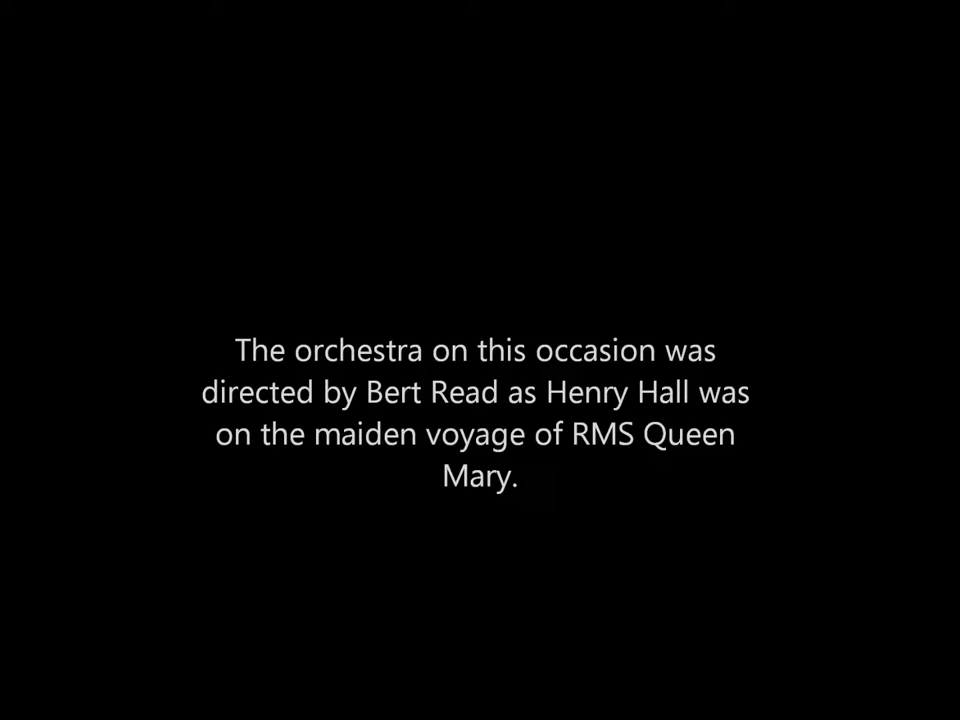 The orchestra on this occasion was
directed by Bert Read as Henry Hall was
on the maiden voyage of RMS Queen
Mary.